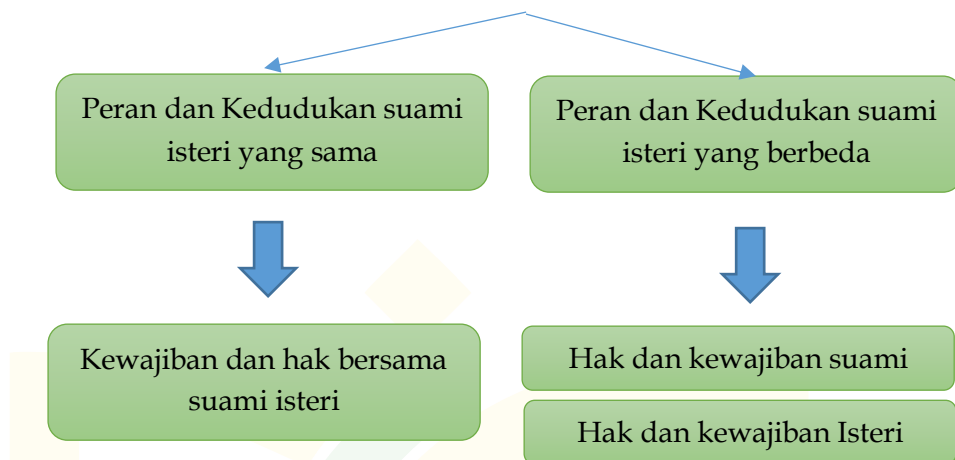 Peran dan Kedudukan suami
isteri yang sama
Peran dan Kedudukan suami
isteri yang berbeda
Kewajiban dan hak bersama
suami isteri
Hak dan kewajiban suami
Hak dan kewajiban Isteri